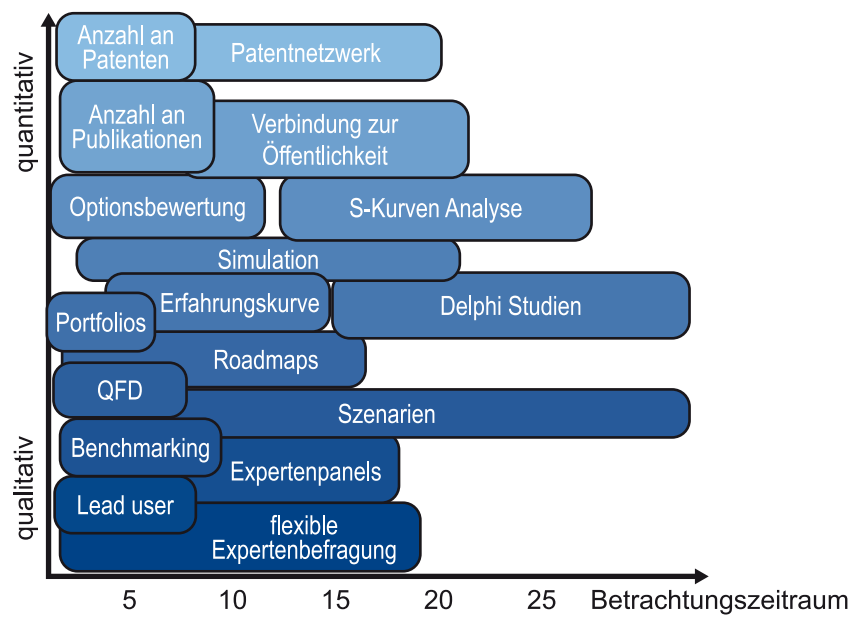 quantitativ
qualitativ
Anzahl an
Patenten
Patentnetzwerk
Anzahl an
Publikationen
Verbindung zur
Öffentlichkeit
Optionsbewertung
S-Kurven Analyse
Simulation
Erfahrungskurve
Delphi Studien
Portfolios
Roadmaps
QFD
Szenarien
Benchmarking
Expertenpanels
Lead user
flexible
Expertenbefragung
5 10 15 20 25 Betrachtungszeitraum